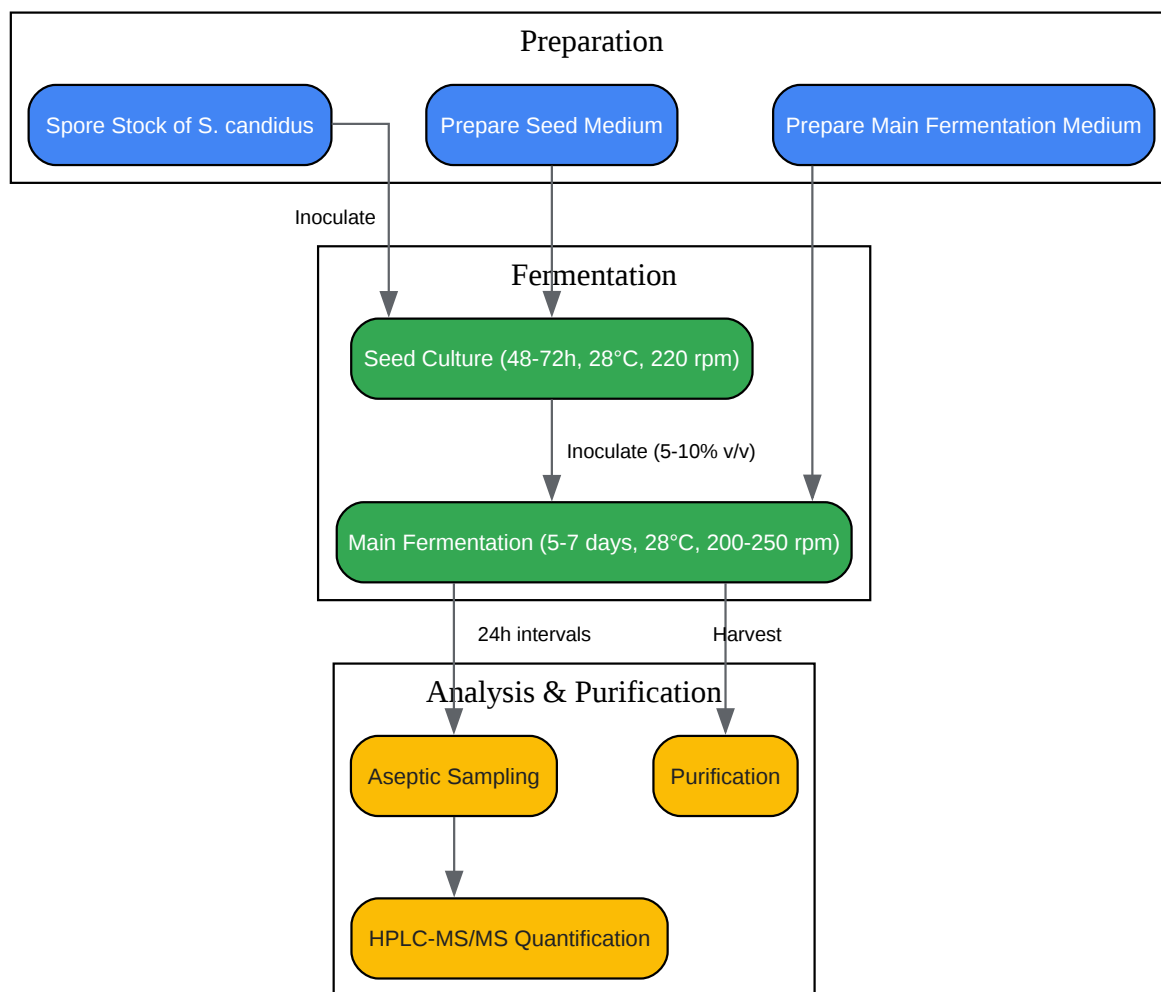 Preparation
Spore Stock of S. candidus
Prepare Seed Medium
Prepare Main Fermentation Medium
Inoculate
Fermentation
Seed Culture (48-72h, 28°C, 220 rpm)
Inoculate (5-10% v/v)
Main Fermentation (5-7 days, 28°C, 200-250 rpm)
24h intervals
Harvest
Analysis & Purification
Aseptic Sampling
Purification
HPLC-MS/MS Quantification